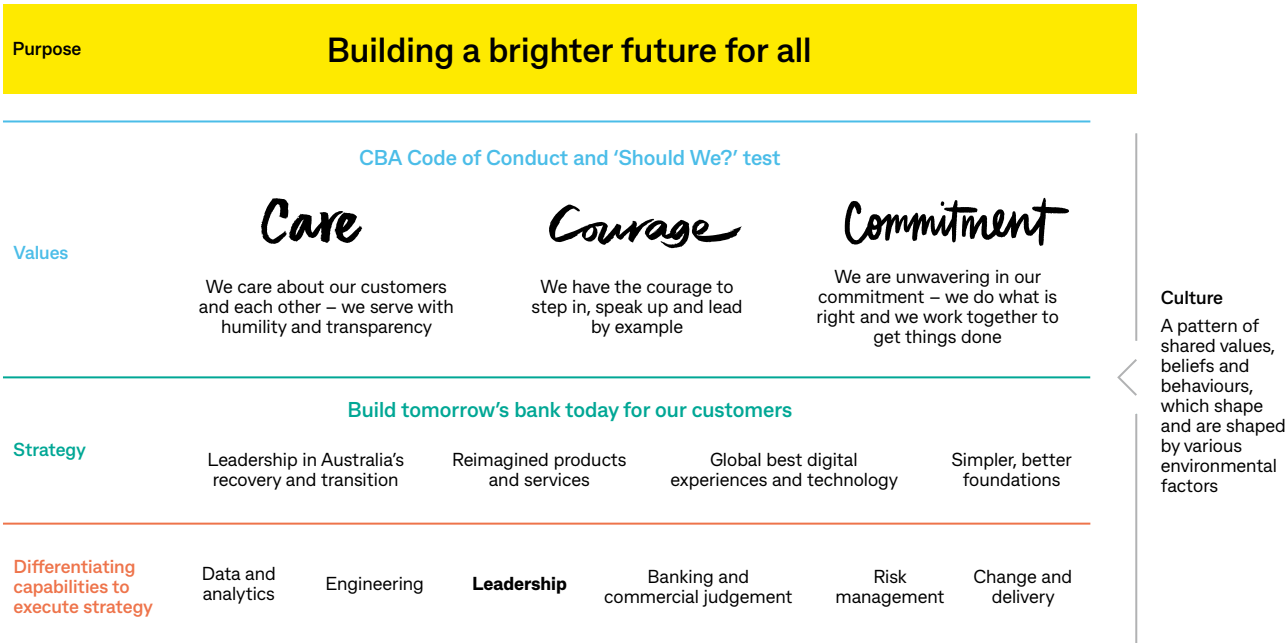 Purpose
Building a brighter future for all
CBA Code of Conduct and ‘Should We?’ test
Values
Care
We care about our customers
and each other – we serve with
humility and transparency
Courage
We have the courage to
step in, speak up and lead
by example
Commitment
We are unwavering in our
commitment – we do what is
right and we work together to
get things done
Build tomorrow’s bank today for our customers
Strategy
Leadership in Australia’s
recovery and transition
Reimagined products
and services
Global best digital
experiences and technology
Simpler, better
foundations
Differentiating
capabilities to
execute strategy
Data and
analytics
Engineering
Leadership
Banking and
commercial judgement
Risk
management
Change and
delivery
Culture
A pattern of
shared values,
beliefs and
behaviours,
which shape
and are shaped
by various
environmental
factors